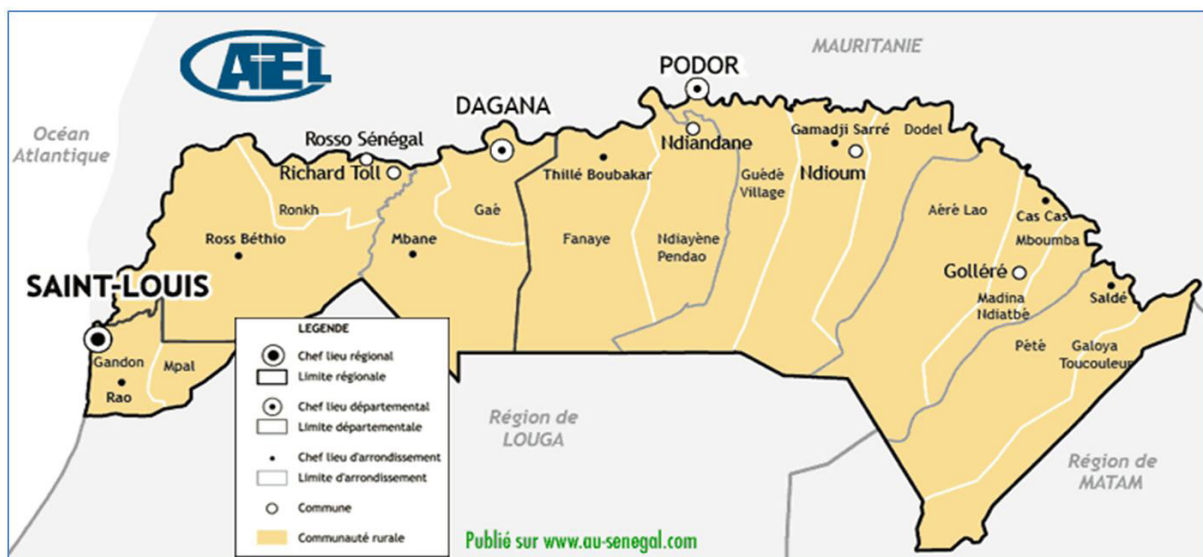 MAURITANIE
ATEL
PODOR
DAGANA
Océan
Atlantique
Rosso Sénégal
Ndiandane
Gamadji Sarré
Dodel
Richard Toll
Thillé Boubakar
Guédé
Village
Ndioum
Ronkh
Gaé
Aéré Lao
Cas Cas
Ross Béthio
Mbane
Fanaye
Ndiayène
Pendao
Mboumba
SAINT-LOUIS
Golléré
Madina
Ndiatbé
Saldé
Gandon
Mpal
Rao
Pété
Galoya
Toucouleur
LEGENDE
Chef lieu régional
Limite régionale
Chef lieu départemental
Limite départementale
Chef lieu d'arrondissement
Limite d'arrondissement
Commune
Communauté rurale
Région de
LOUGA
Région de
MATAM
Publié sur www.au-senegal.com